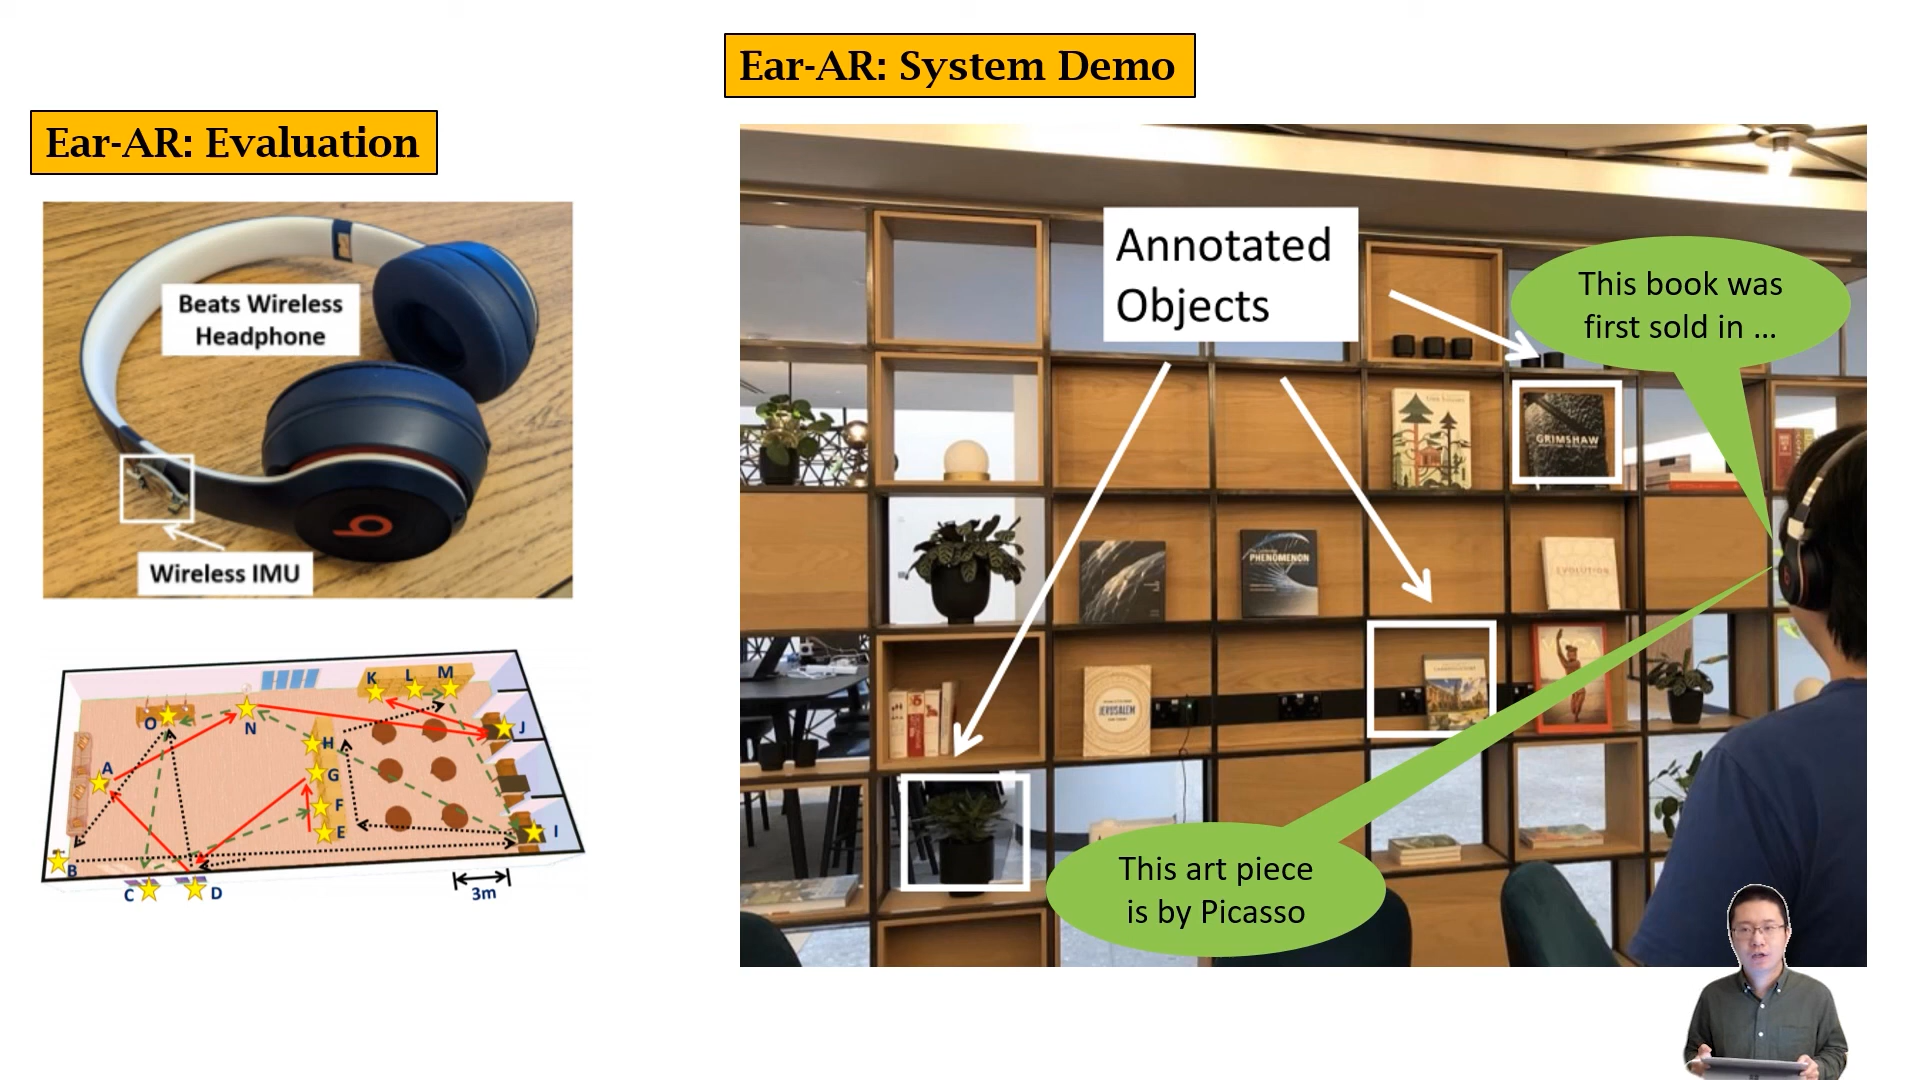 Ear-AR: System Demo
Ear-AR: Evaluation
Beats Wireless
Headphone
Wireless IMU
K
L
M
O
N
J
H
A
G
F
E
I
B
C
D
3m
Annotated
Objects
This book was
first sold in ...
GRIMSHAW
PHENOMENON
EVOLUTION
JERUSALEM
This art piece
is by Picasso